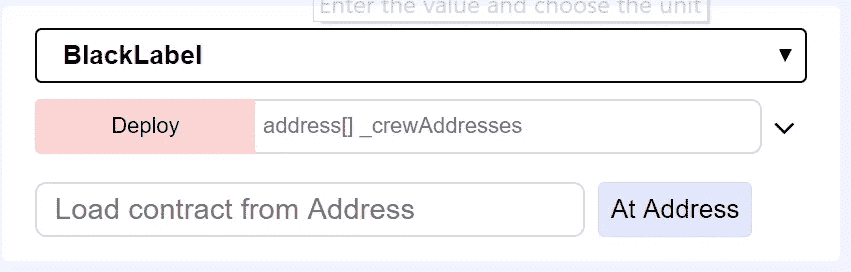 Enter the value and choose the unit
BlackLabel
Deploy address[] _crewAddresses
Load contract from Address At Address